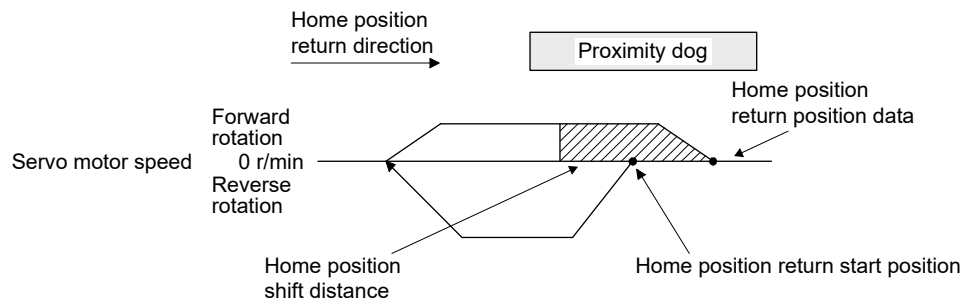 Home position
return direction
Proximity dog
Home position
return position data
Forward
rotation
Servo motor speed 0 r/min
Reverse
rotation
Home position
shift distance
Home position return start position